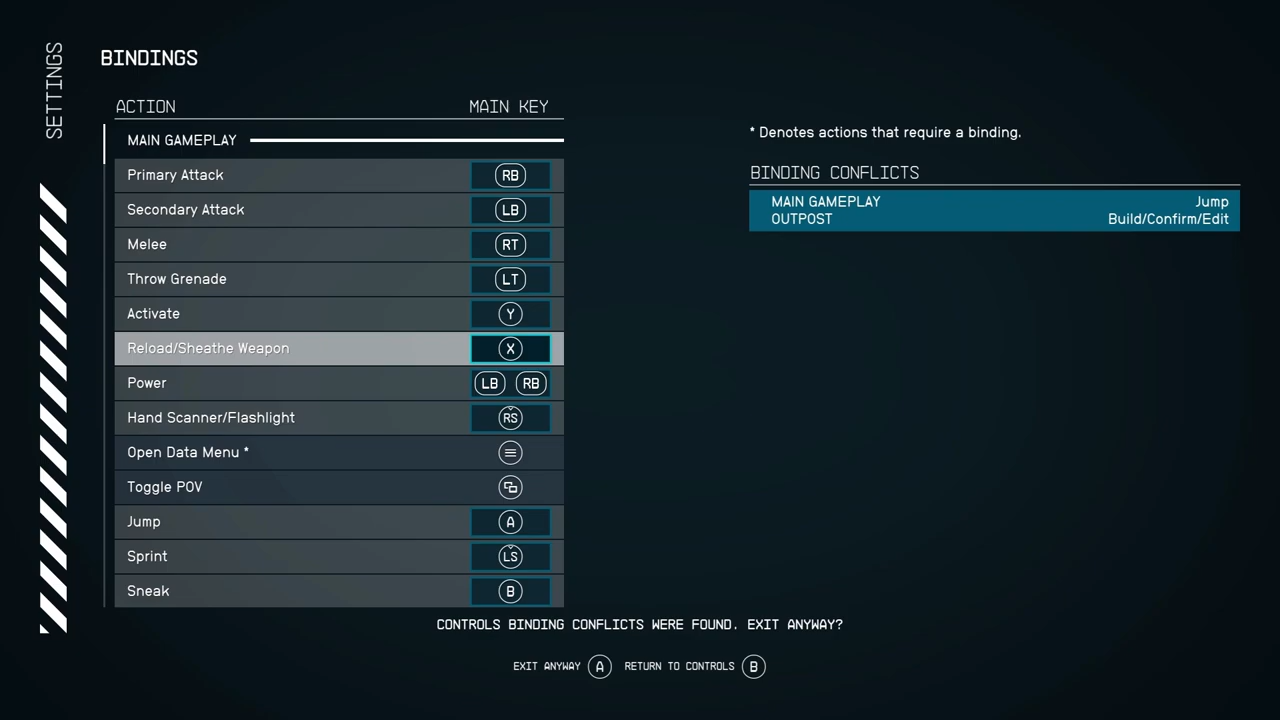 SETTINGS
BINDINGS
ACTION MAIN KEY
MAIN GAMEPLAY
Primary Attack RB
Secondary Attack LB
Melee RT
Throw Grenade LT
Activate Y
Reload/Sheathe Weapon X
Power LB RB
Hand Scanner/Flashlight RS
Open Data Menu *
Toggle POV
Jump A
Sprint LS
Sneak B
* Denotes actions that require a binding.
BINDING CONFLICTS
MAIN GAMEPLAY Jump
OUTPOST Build/Confirm/Edit
CONTROLS BINDING CONFLICTS WERE FOUND. EXIT ANYWAY?
EXIT ANYWAY A RETURN TO CONTROLS B